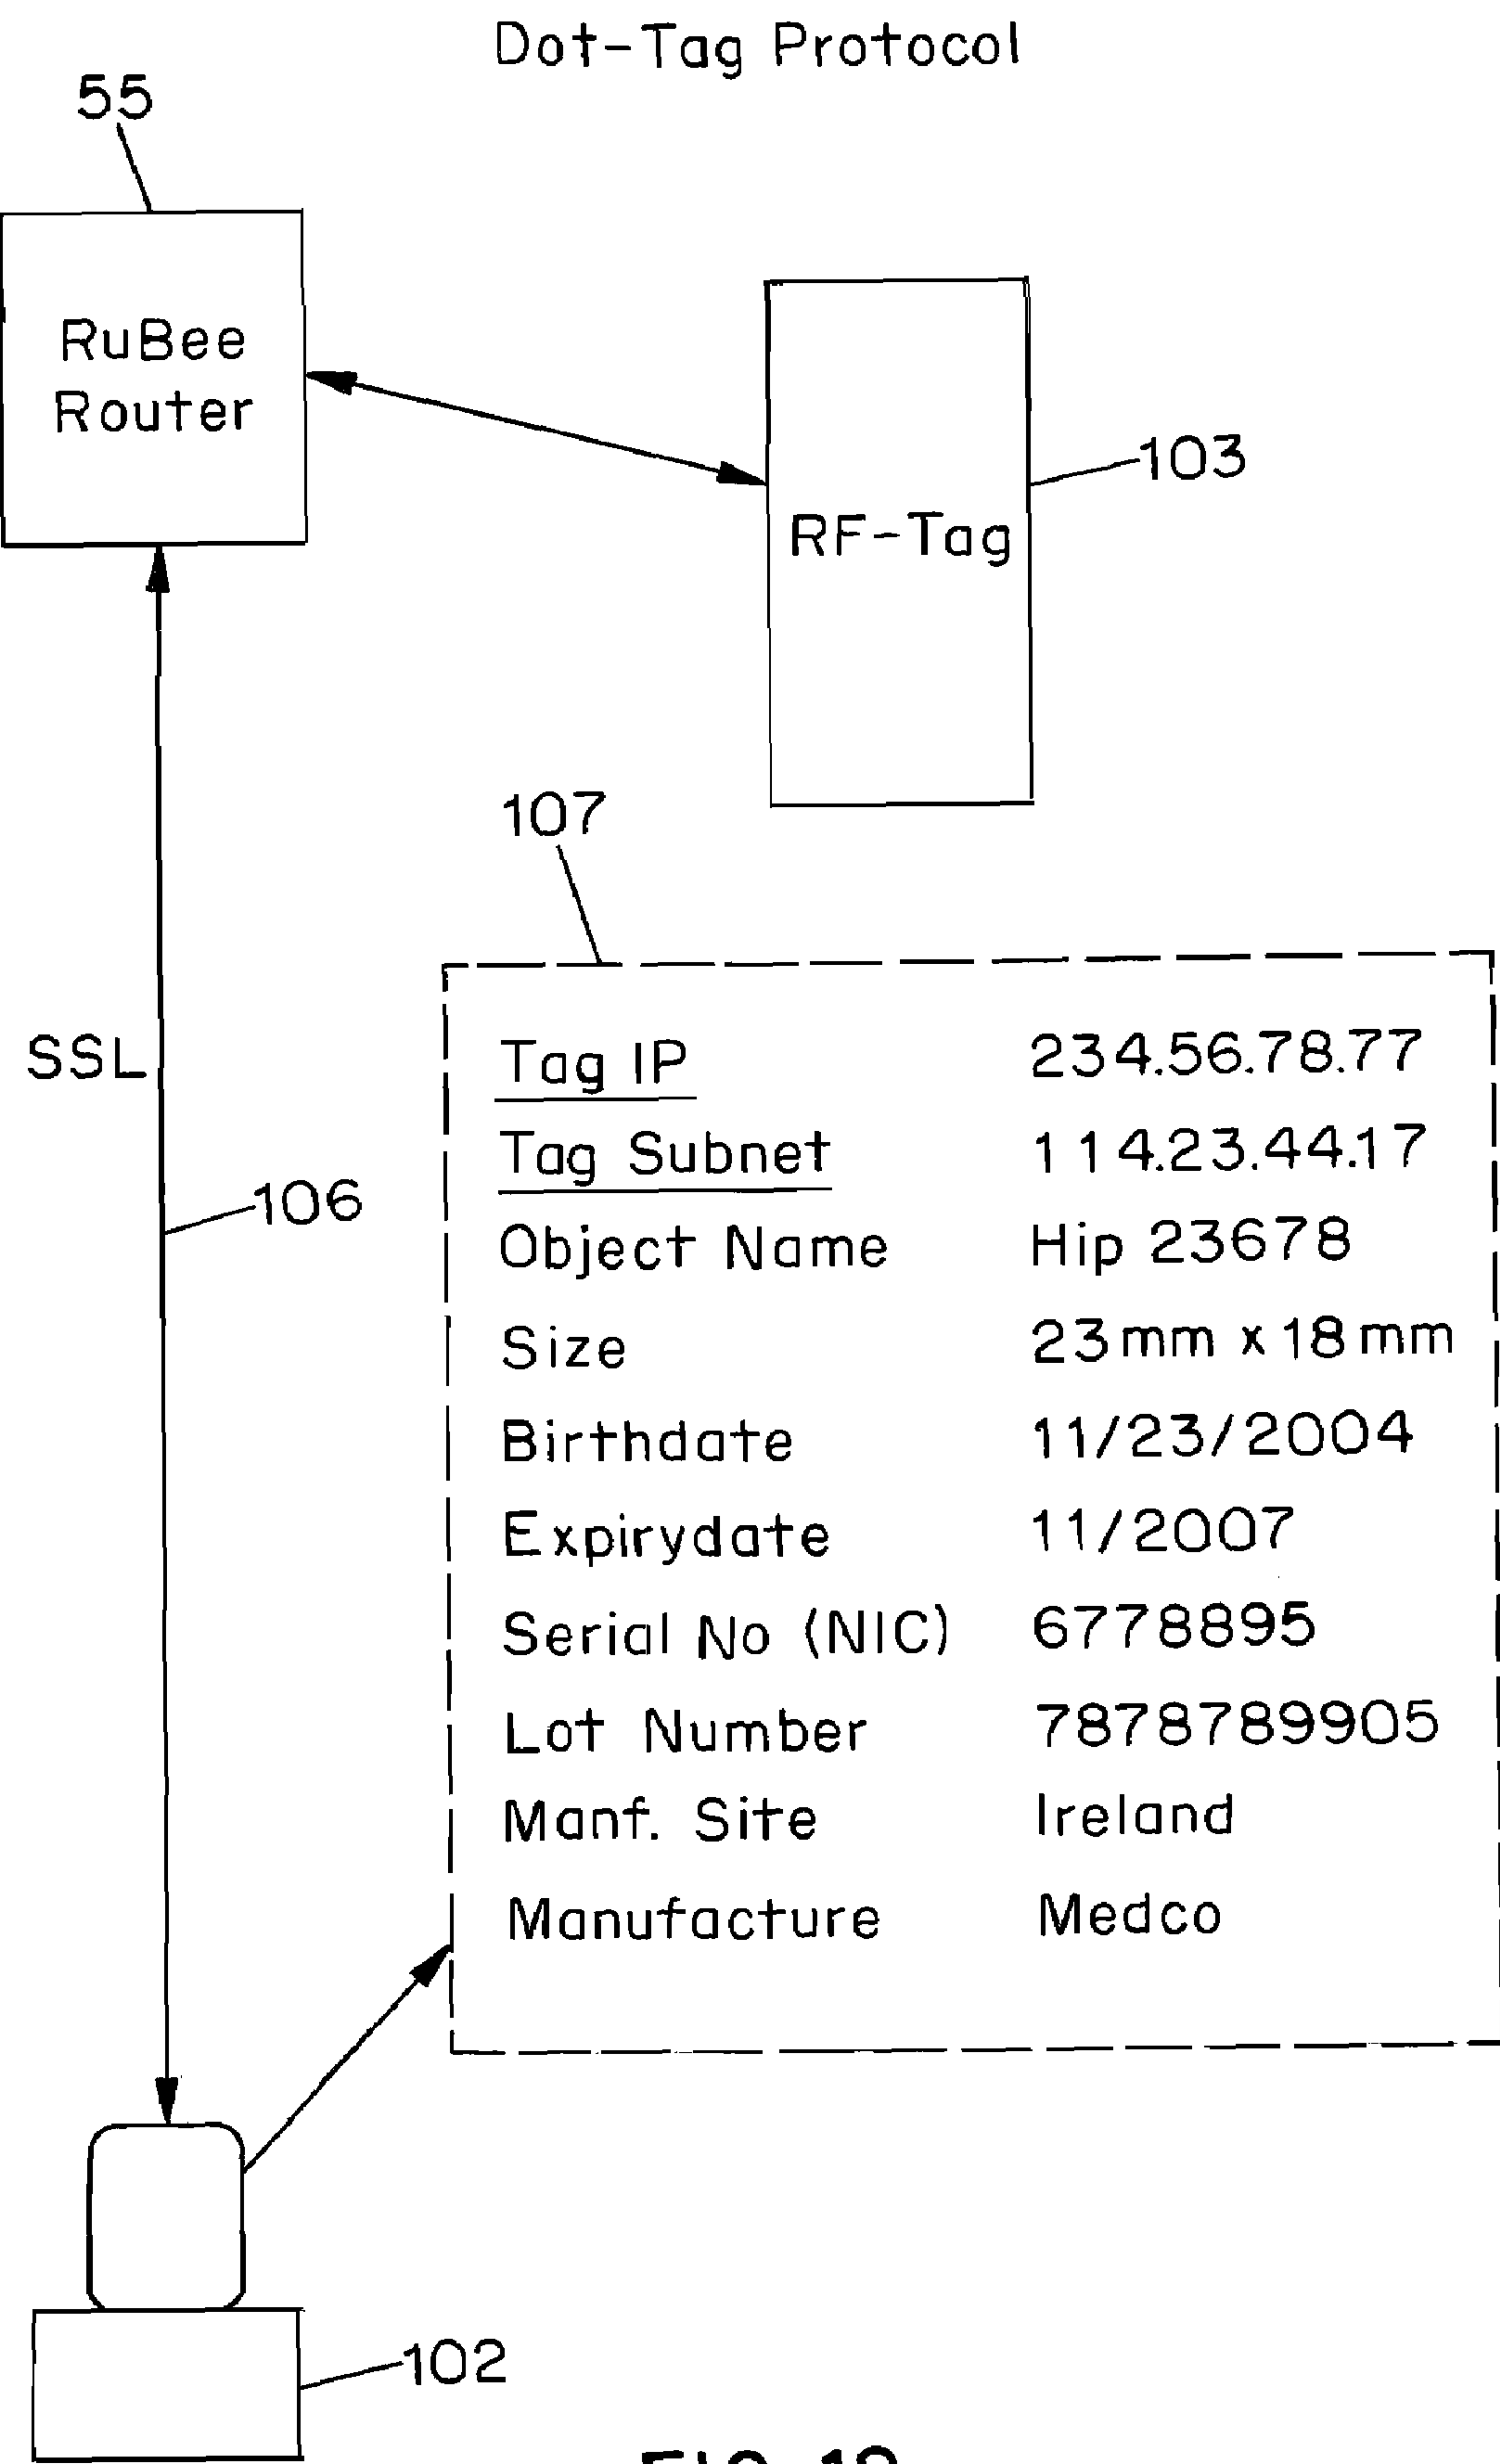 Dot-Tag Protocol
55
RuBee
Router
103
RF-Tag
107
SSL
106
Tag IP 234.56.78.77
Tag Subnet 114.23.44.17
Object Name Hip 23678
Size 23mm x 18mm
Birthdate 11/23/2004
Expirydate 11/2007
Serial No (NIC) 6778895
Lot Number 7878789905
Manf. Site Ireland
Manufacture Medco
102